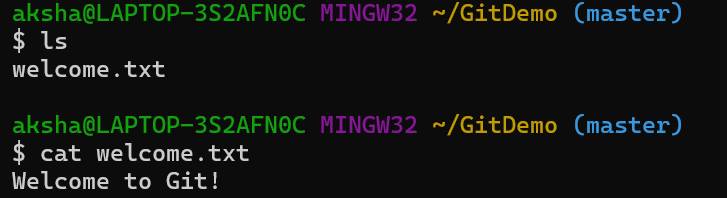 aksha@LAPTOP-3S2AFN0C MINGW32 ~/GitDemo (master)
$ ls
welcome.txt
aksha@LAPTOP-3S2AFN0C MINGW32 ~/GitDemo (master)
$ cat welcome.txt
Welcome to Git!